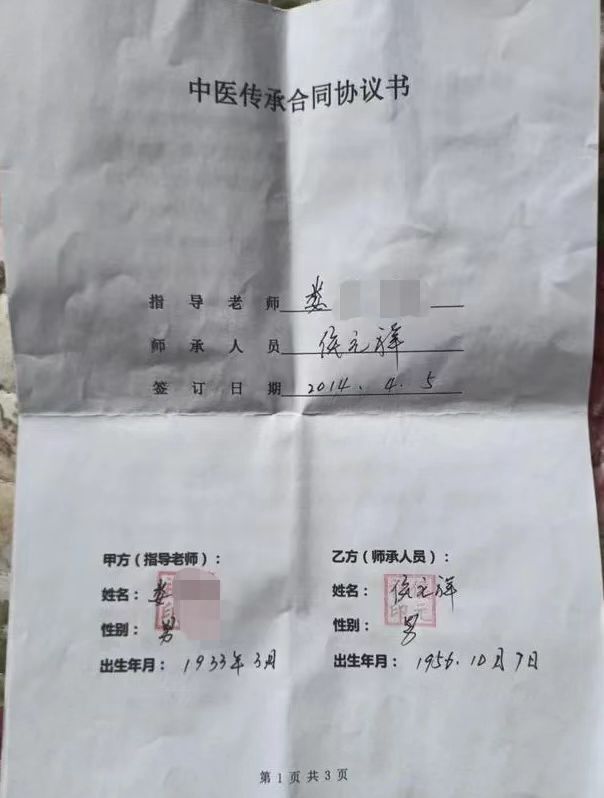 中医传承合同协议书
指导老师 娄
师承人员 侯元祥
签订日期 2014.4.5
甲方（指导老师）：
姓名：娄
性别：男
出生年月：1933年3月
乙方（师承人员）：
姓名：侯元祥
性别：男
出生年月：1956.10月7日
第1页共3页